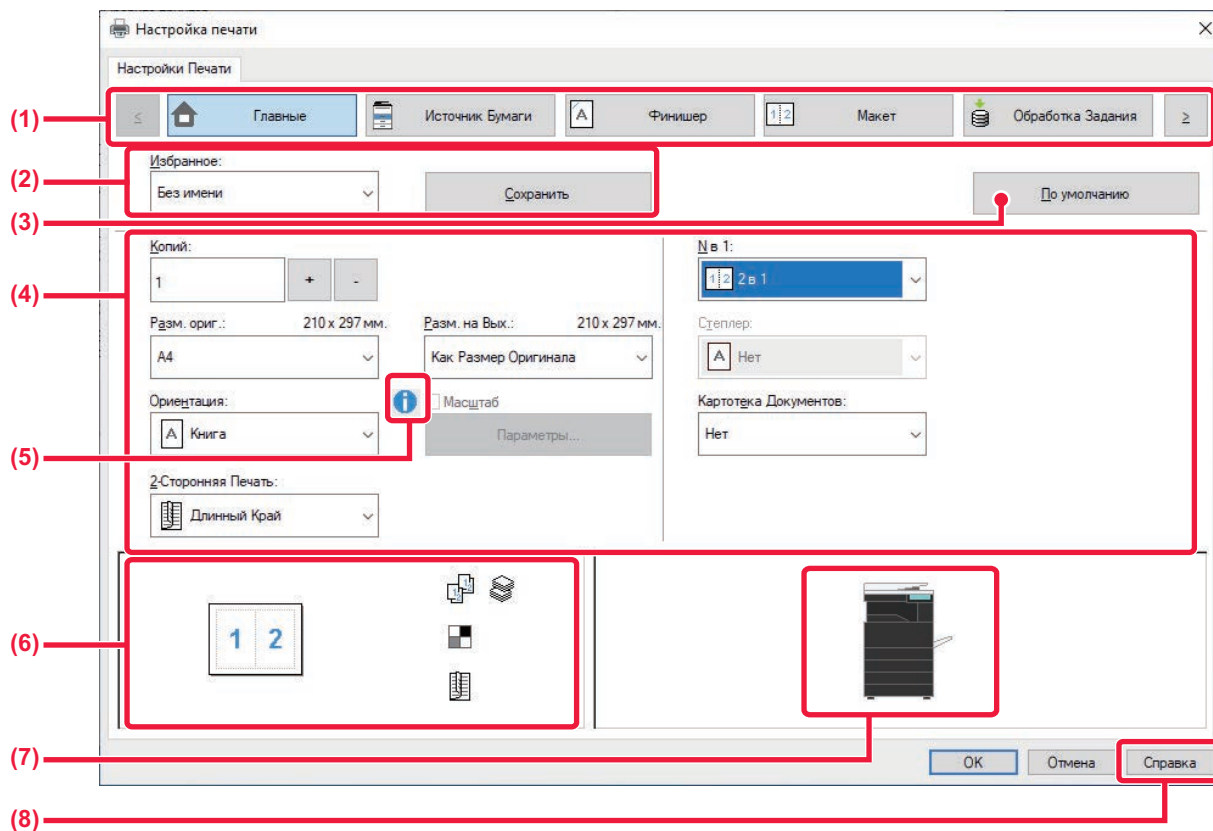 Настройка печати
Настройки Печати
(1) < Главные Источник Бумаги Финишер Макет Обработка Задания >
Избранное:
(2) Без имени Сохранить По умолчанию
(3)
Копий: N в 1:
(4) 1 + - 1 2 2 в 1
Разм. ориг.: 210 x 297 мм. Разм. на Вых.: 210 x 297 мм. Степлер:
A4 Как Размер Оригинала A Нет
Ориентация: Масштаб Картотека Документов:
A Книга Параметры... Нет
(5)
2-Сторонняя Печать:
Длинный Край
(6) 1 2
(7) OK Отмена Справка
(8)